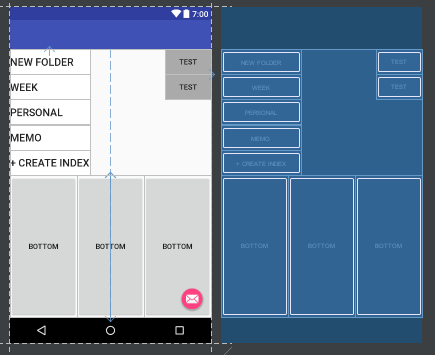 7:00
NEW FOLDER
TEST
WEEK
TEST
PERSONAL
MEMO
+ CREATE INDEX
BOTTOM
BOTTOM
BOTTOM
NEW FOLDER
TEST
WEEK
TEST
PERSONAL
MEMO
+ CREATE INDEX
BOTTOM
BOTTOM
BOTTOM